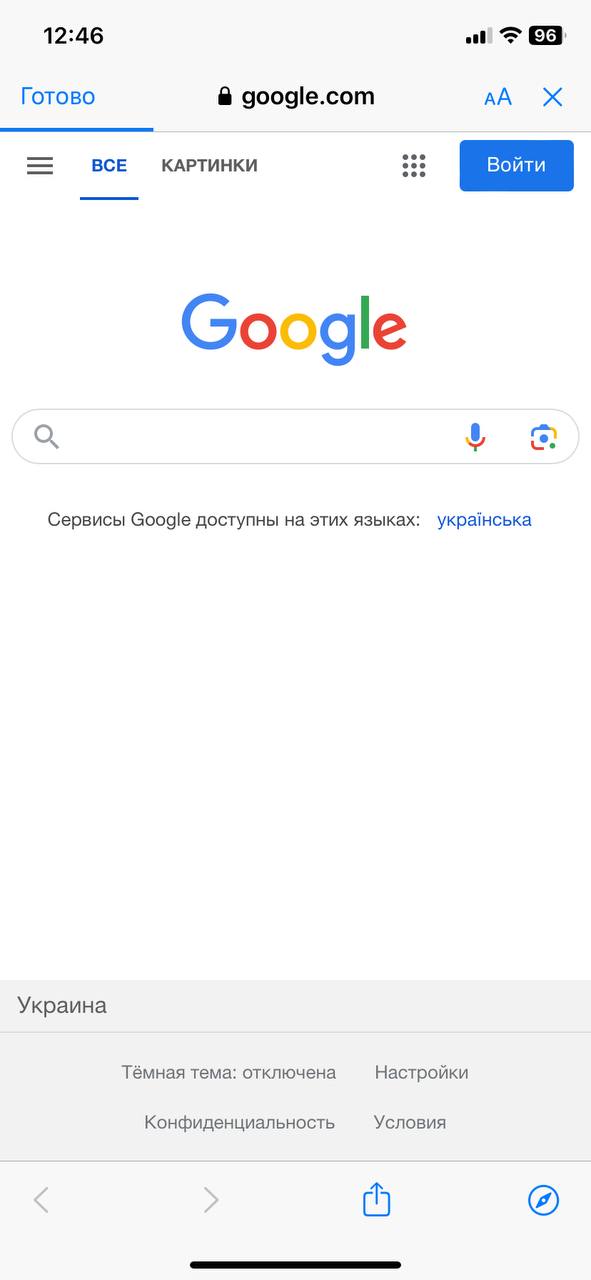 12:46
96
Готово
google.com
AA
ВСЕ
КАРТИНКИ
Войти
Google
Сервисы Google доступны на этих языках: українська
Украина
Тёмная тема: отключена
Настройки
Конфиденциальность
Условия